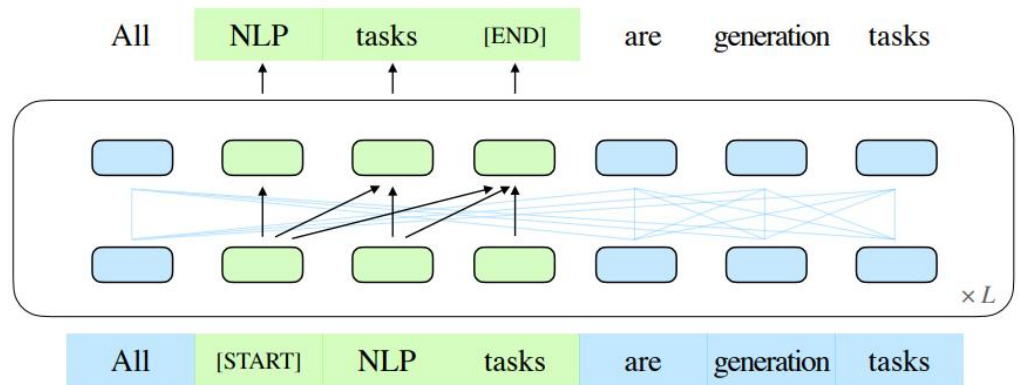 All NLP tasks [END] are generation tasks
× L
All [START] NLP tasks are generation tasks